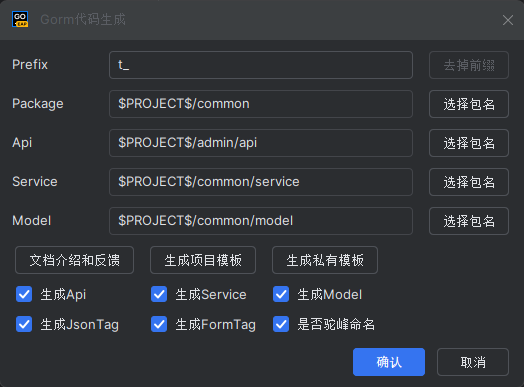 GO
Gorm代码生成
Prefix t_ 去掉前缀
Package $PROJECT$/common 选择包名
Api $PROJECT$/admin/api 选择包名
Service $PROJECT$/common/service 选择包名
Model $PROJECT$/common/model 选择包名
文档介绍和反馈 生成项目模板 生成私有模板
生成Api 生成Service 生成Model
生成JsonTag 生成FormTag 是否驼峰命名
确认 取消